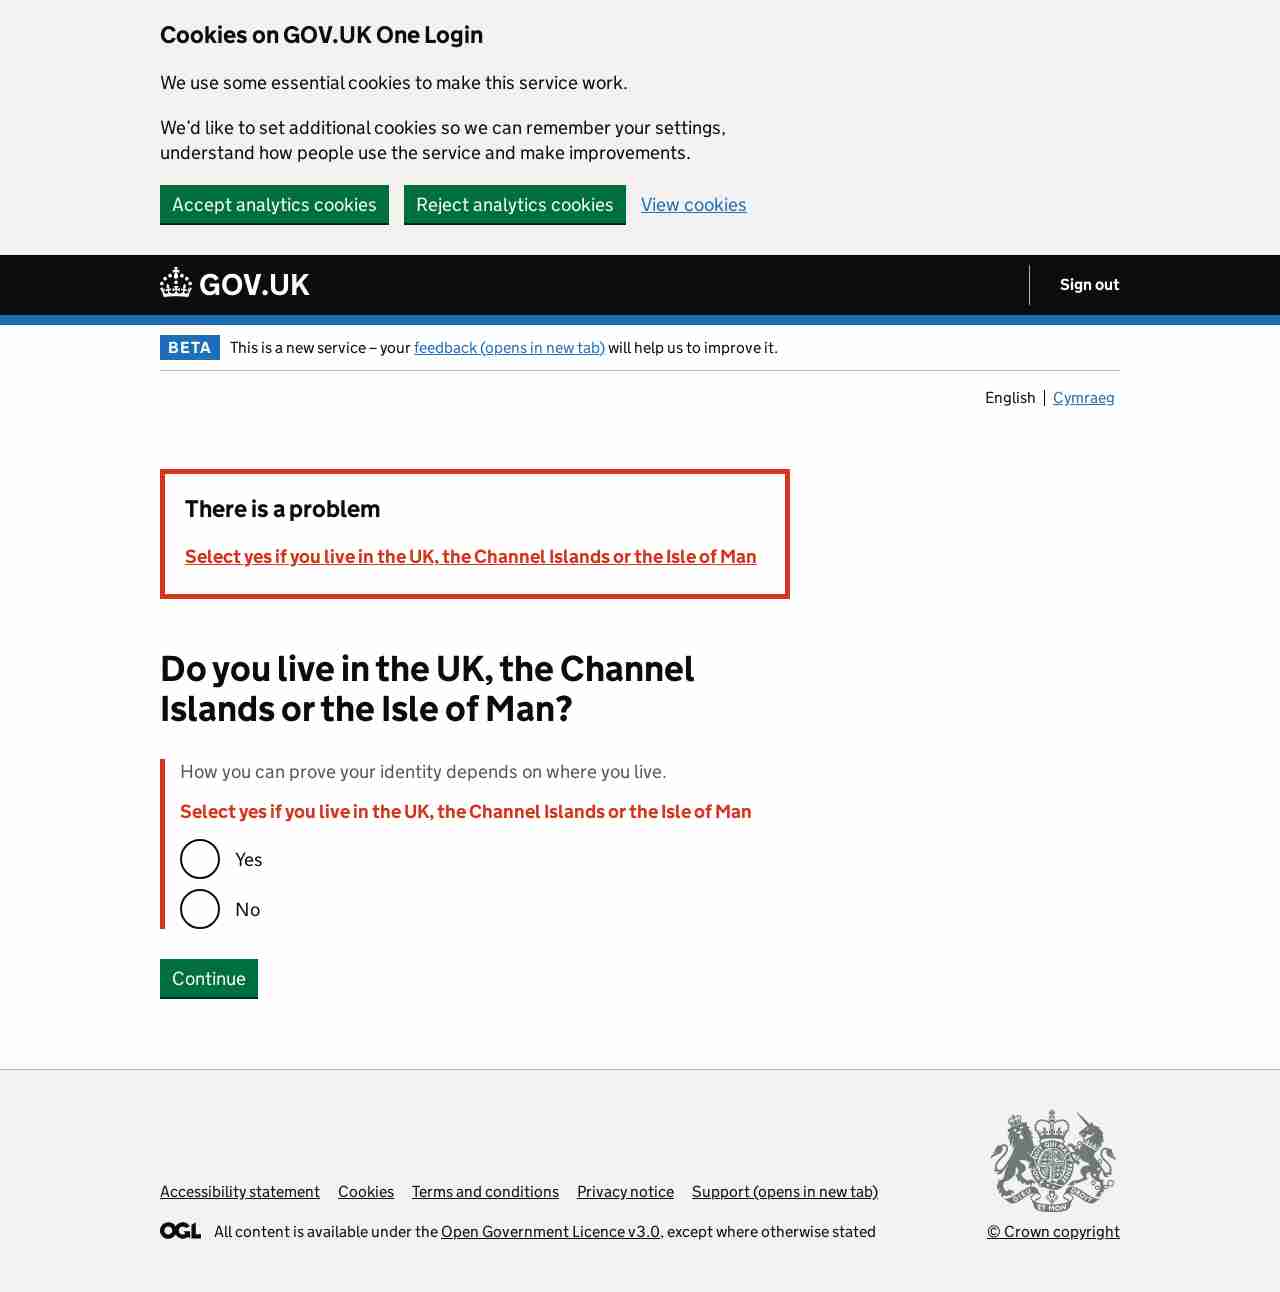 Cookies on GOV.UK One Login
We use some essential cookies to make this service work.
We'd like to set additional cookies so we can remember your settings,
understand how people use the service and make improvements.
Accept analytics cookies Reject analytics cookies View cookies
GOV.UK Sign out
BETA This is a new service – your feedback (opens in new tab) will help us to improve it.
English Cymraeg
There is a problem
Select yes if you live in the UK, the Channel Islands or the Isle of Man
Do you live in the UK, the Channel
Islands or the Isle of Man?
How you can prove your identity depends on where you live.
Select yes if you live in the UK, the Channel Islands or the Isle of Man
Yes
No
Continue
Accessibility statement Cookies Terms and conditions Privacy notice Support (opens in new tab)
OGL All content is available under the Open Government Licence v3.0, except where otherwise stated
© Crown copyright